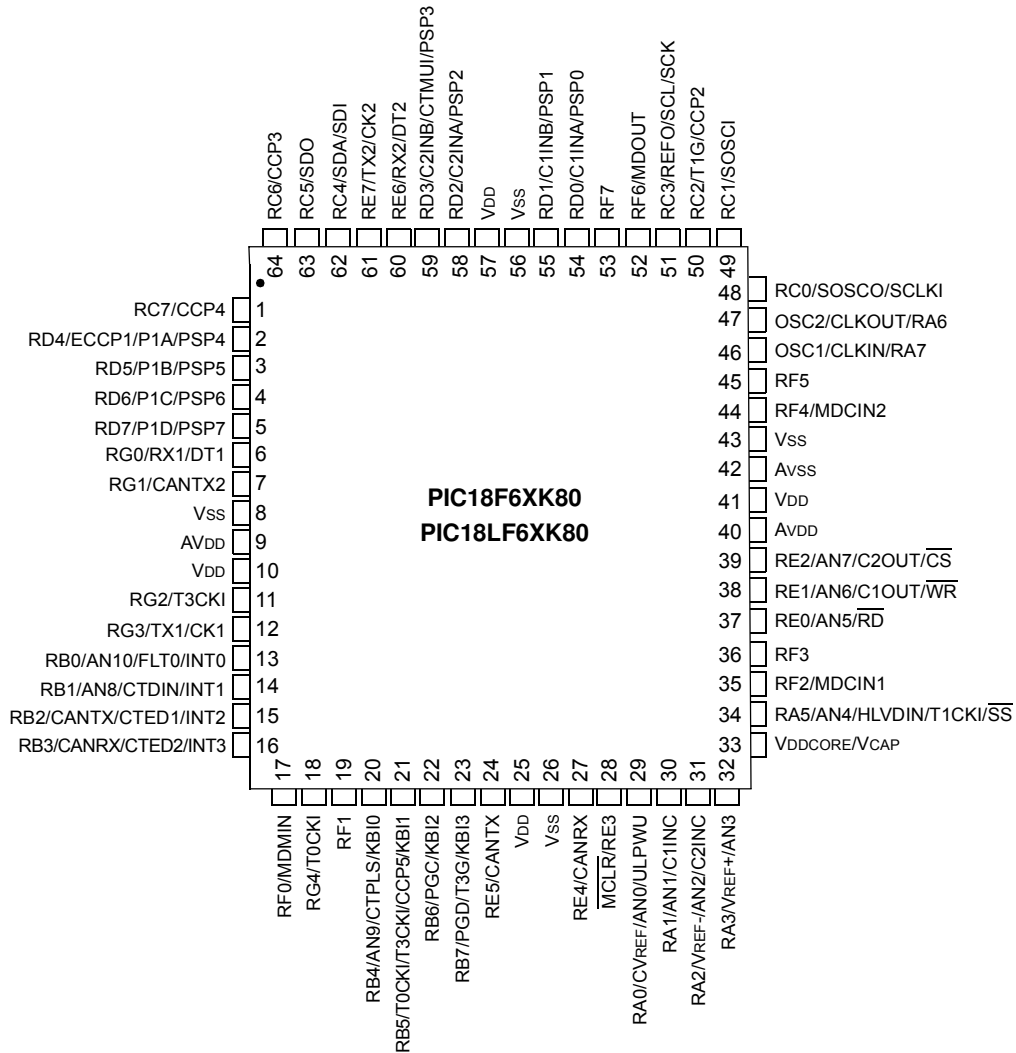 RC6/CCP3
RC5/SDO
RC4/SDA/SDI
RE7/TX2/CK2
RE6/RX2/DT2
RD3/C2INB/CTMUI/PSP3
RD2/C2INA/PSP2
VDD
VSS
RD1/C1INB/PSP1
RD0/C1INA/PSP0
RF7
RF6/MDOUT
RC3/REFO/SCL/SCK
RC2/T1G/CCP2
RC1/SOSCI
64
63
62
61
60
59
58
57
56
55
54
53
52
51
50
49
RC7/CCP4 1
RD4/ECCP1/P1A/PSP4 2
RD5/P1B/PSP5 3
RD6/P1C/PSP6 4
RD7/P1D/PSP7 5
RG0/RX1/DT1 6
RG1/CANTX2 7
VSS 8
AVDD 9
VDD 10
RG2/T3CKI 11
RG3/TX1/CK1 12
RB0/AN10/FLT0/INT0 13
RB1/AN8/CTDIN/INT1 14
RB2/CANTX/CTED1/INT2 15
RB3/CANRX/CTED2/INT3 16
PIC18F6XK80
PIC18LF6XK80
48 RC0/SOSCO/SCLKI
47 OSC2/CLKOUT/RA6
46 OSC1/CLKIN/RA7
45 RF5
44 RF4/MDCIN2
43 VSS
42 AVSS
41 VDD
40 AVDD
39 RE2/AN7/C2OUT/C̅S̅
38 RE1/AN6/C1OUT/W̅R̅
37 RE0/AN5/R̅D̅
36 RF3
35 RF2/MDCIN1
34 RA5/AN4/HLVDIN/T1CKI/S̅S̅
33 VDDCORE/VCAP
17
18
19
20
21
22
23
24
25
26
27
28
29
30
31
32
RF0/MDMIN
RG4/T0CKI
RF1
RB4/AN9/CTPLS/KBI0
RB5/T0CKI/T3CKI/CCP5/KBI1
RB6/PGC/KBI2
RB7/PGD/T3G/KBI3
RE5/CANTX
VDD
VSS
RE4/CANRX
M̅C̅L̅R̅/RE3
RA0/CVREF/AN0/ULPWU
RA1/AN1/C1INC
RA2/VREF-/AN2/C2INC
RA3/VREF+/AN3